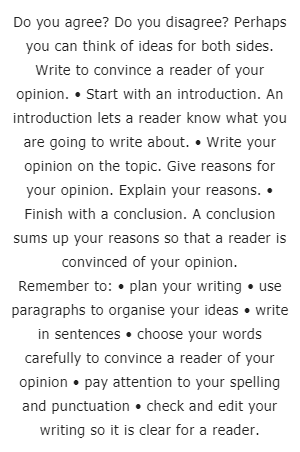 Do you agree? Do you disagree? Perhaps
you can think of ideas for both sides.
Write to convince a reader of your
opinion. • Start with an introduction. An
introduction lets a reader know what you
are going to write about. • Write your
opinion on the topic. Give reasons for
your opinion. Explain your reasons. •
Finish with a conclusion. A conclusion
sums up your reasons so that a reader is
convinced of your opinion.
Remember to: • plan your writing • use
paragraphs to organise your ideas • write
in sentences • choose your words
carefully to convince a reader of your
opinion • pay attention to your spelling
and punctuation • check and edit your
writing so it is clear for a reader.